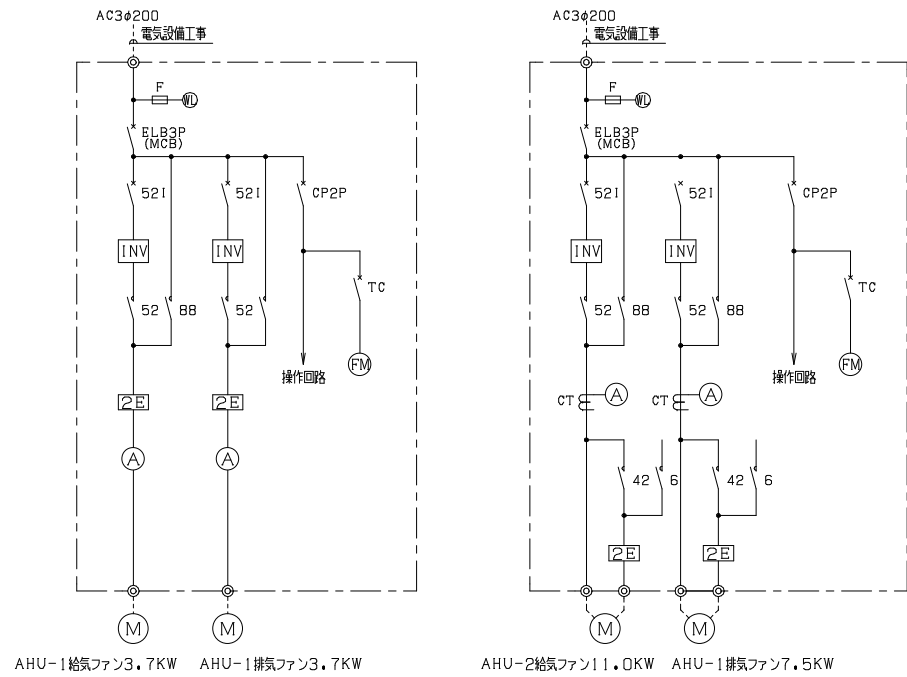 AC3φ200
電気設備工事
F
WL
ELB3P
(MCB)
52I
52I
CP2P
INV
INV
TC
52
88
52
FM
操作回路
2E
2E
A
A
M
M
AHU-1給気ファン3.7KW
AHU-1排気ファン3.7KW
AC3φ200
電気設備工事
F
WL
ELB3P
(MCB)
52I
52I
CP2P
INV
INV
TC
52
88
52
88
FM
操作回路
CT
A
CT
A
42
6
42
6
2E
2E
M
M
AHU-2給気ファン11.0KW
AHU-1排気ファン7.5KW